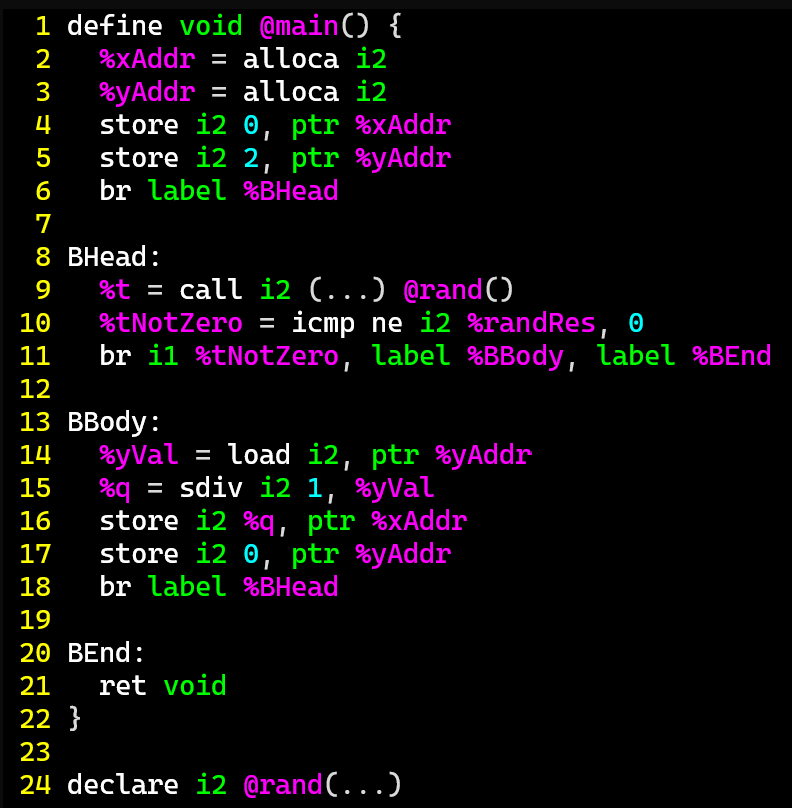 1 define void @main() {
2   %xAddr = alloca i2
3   %yAddr = alloca i2
4   store i2 0, ptr %xAddr
5   store i2 2, ptr %yAddr
6   br label %BHead
7
8 BHead:
9   %t = call i2 (...) @rand()
10   %tNotZero = icmp ne i2 %randRes, 0
11   br i1 %tNotZero, label %BBody, label %BEnd
12
13 BBody:
14   %yVal = load i2, ptr %yAddr
15   %q = sdiv i2 1, %yVal
16   store i2 %q, ptr %xAddr
17   store i2 0, ptr %yAddr
18   br label %BHead
19
20 BEnd:
21   ret void
22 }
23
24 declare i2 @rand(...)